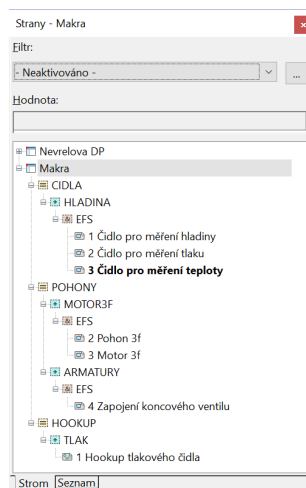 Strany - Makra
Filtr:
- Neaktivováno -
...
Hodnota:
Nevrelova DP
Makra
CIDLA
HLADINA
EFS
1 Čidlo pro měření hladiny
2 Čidlo pro měření tlaku
3 Čidlo pro měření teploty
POHONY
MOTOR3F
EFS
2 Pohon 3f
3 Motor 3f
ARMATURY
EFS
4 Zapojení koncového ventilu
HOOKUP
TLAK
1 Hookup tlakového čidla
Strom Seznam